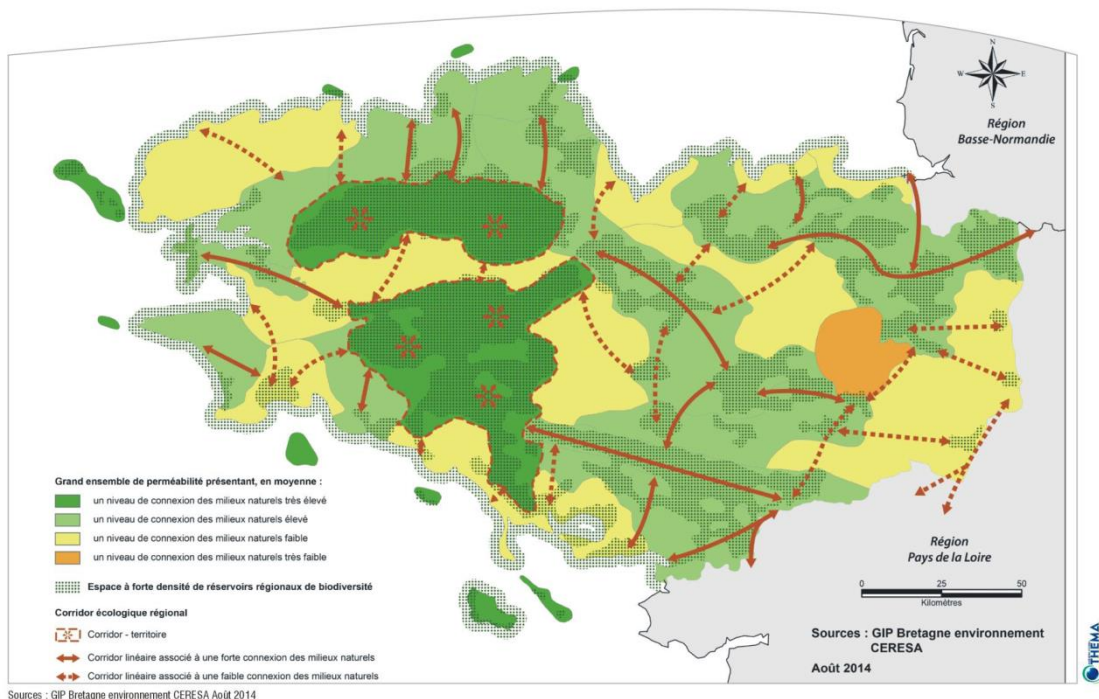 N
W
E
S
Région
Basse-Normandie
Grand ensemble de perméabilité présentant, en moyenne :
un niveau de connexion des milieux naturels très élevé
un niveau de connexion des milieux naturels élevé
un niveau de connexion des milieux naturels faible
un niveau de connexion des milieux naturels très faible
Espace à forte densité de réservoirs régionaux de biodiversité
Corridor écologique régional
Corridor - territoire
Corridor linéaire associé à une forte connexion des milieux naturels
Corridor linéaire associé à une faible connexion des milieux naturels
Région
Pays de la Loire
0 25 50
Kilomètres
Sources : GIP Bretagne environnement
CERESA
Août 2014
THEMA
Sources : GIP Bretagne environnement CERESA Août 2014